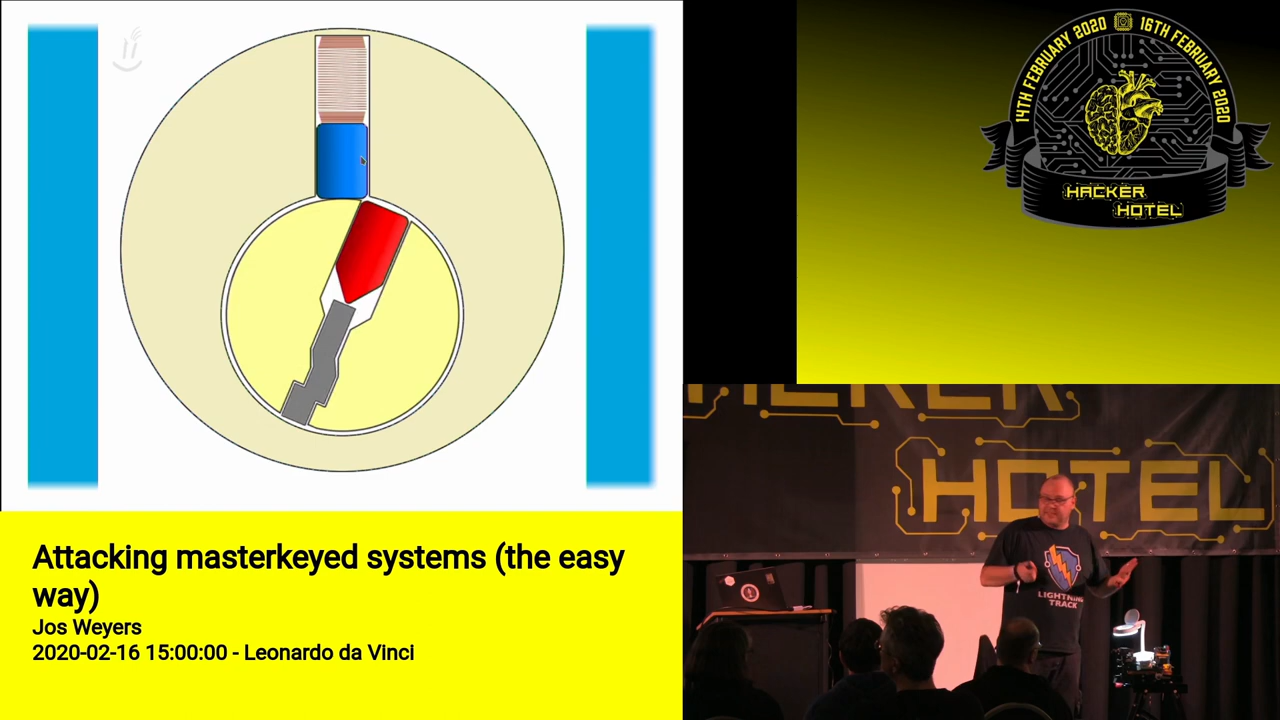 14TH FEBRUARY 2020 16TH FEBRUARY 2020
HACKER
HOTEL
HACKER
HOTEL
LIGHTNING
TRACK
Attacking masterkeyed systems (the easy
way)
Jos Weyers
2020-02-16 15:00:00 - Leonardo da Vinci